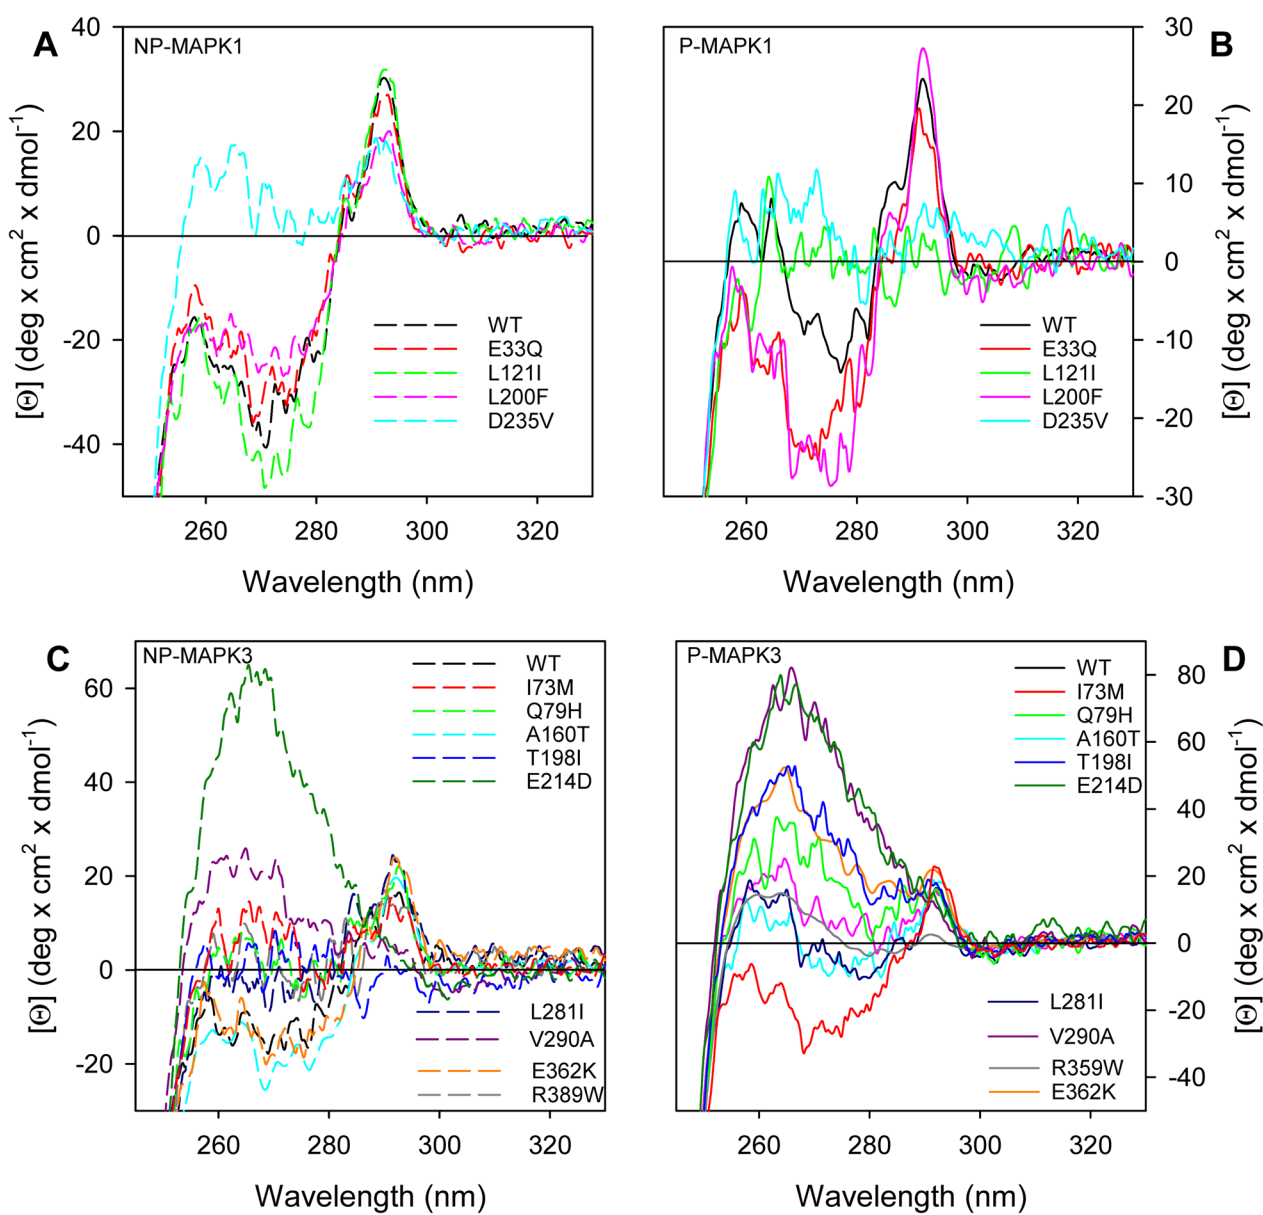 A
NP-MAPK1
40
20
0
-20
-40
[Θ] (deg x cm² x dmol⁻¹)
WT
E33Q
L121I
L200F
D235V
260
280
300
320
Wavelength (nm)
P-MAPK1
B
30
20
10
0
-10
-20
-30
[Θ] (deg x cm² x dmol⁻¹)
WT
E33Q
L121I
L200F
D235V
260
280
300
320
Wavelength (nm)
C
NP-MAPK3
60
40
20
0
-20
[Θ] (deg x cm² x dmol⁻¹)
WT
I73M
Q79H
A160T
T198I
E214D
L281I
V290A
E362K
R389W
260
280
300
320
Wavelength (nm)
P-MAPK3
D
80
60
40
20
0
-20
-40
[Θ] (deg x cm² x dmol⁻¹)
WT
I73M
Q79H
A160T
T198I
E214D
L281I
V290A
R359W
E362K
260
280
300
320
Wavelength (nm)